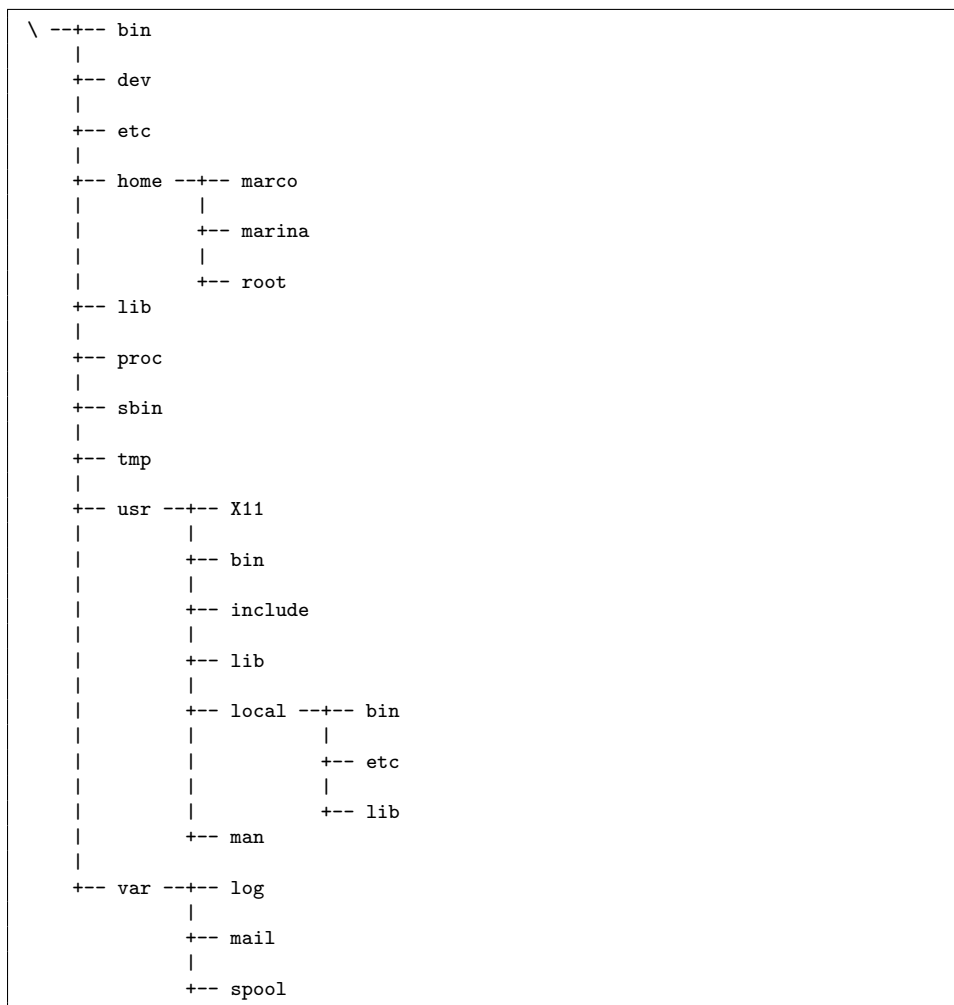 \ --+-- bin
    |
    +-- dev
    |
    +-- etc
    |
    +-- home --+-- marco
    |          |
    |          +-- marina
    |          |
    |          +-- root
    +-- lib
    |
    +-- proc
    |
    +-- sbin
    |
    +-- tmp
    |
    +-- usr --+-- X11
    |         |
    |         +-- bin
    |         |
    |         +-- include
    |         |
    |         +-- lib
    |         |
    |         +-- local --+-- bin
    |         |           |
    |         |           +-- etc
    |         |           |
    |         |           +-- lib
    |         +-- man
    |
    +-- var --+-- log
              |
              +-- mail
              |
              +-- spool